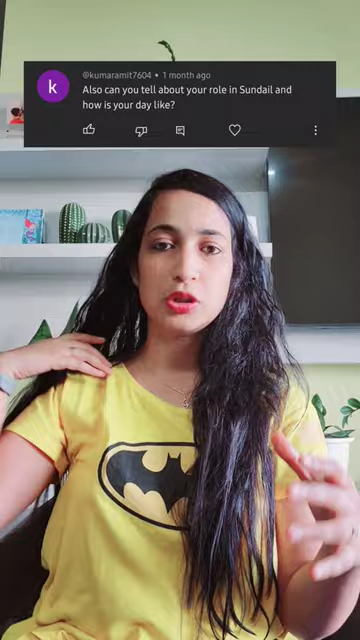 k
@kumaramit7604 • 1 month ago
Also can you tell about your role in Sundail and
how is your day like?